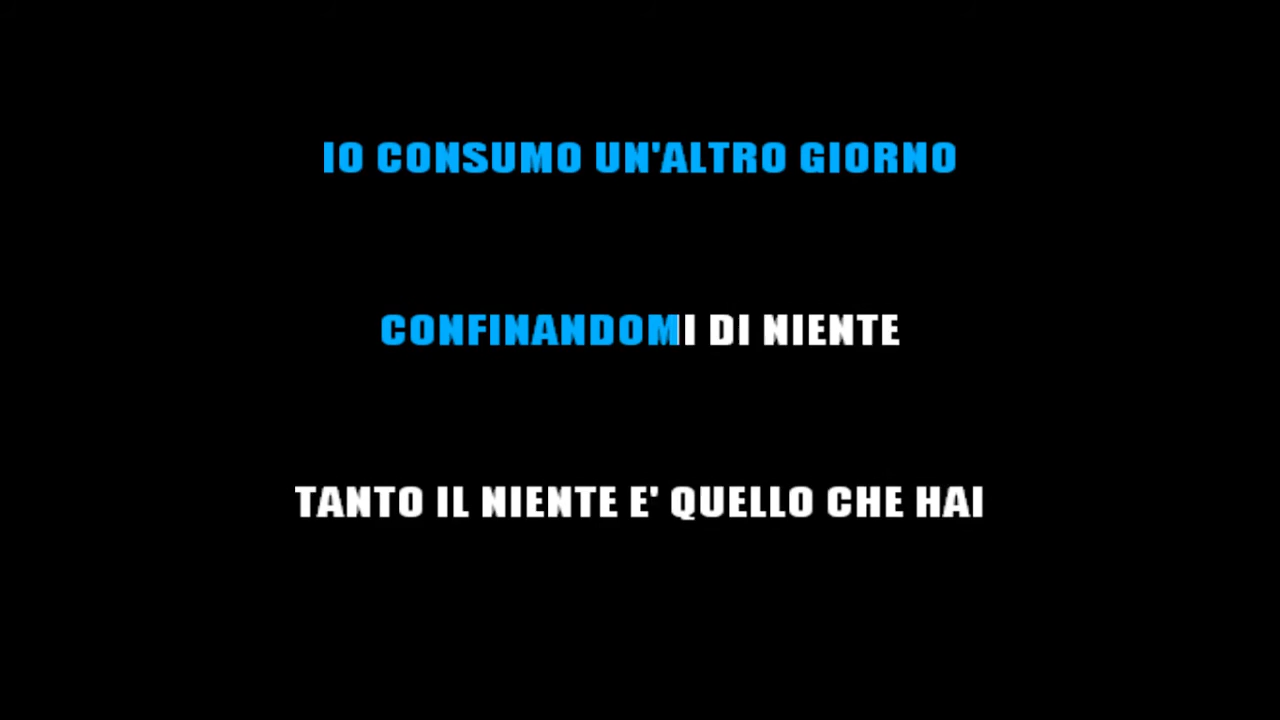 IO CONSUMO UN'ALTRO GIORNO
CONFINANDOMI DI NIENTE
TANTO IL NIENTE E' QUELLO CHE HAI